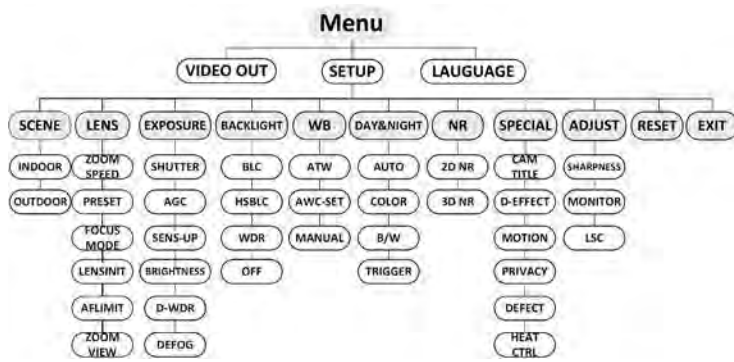 Menu
VIDEO OUT SETUP LAUGUAGE
SCENE LENS EXPOSURE BACKLIGHT WB DAY&NIGHT NR SPECIAL ADJUST RESET EXIT
INDOOR ZOOM SPEED SHUTTER BLC ATW AUTO 2D NR CAM TITLE SHARPNESS
OUTDOOR PRESET AGC HSBLC AWC-SET COLOR 3D NR D-EFFECT MONITOR
FOCUS MODE SENS-UP WDR MANUAL B/W MOTION LSC
LENSINIT BRIGHTNESS OFF TRIGGER PRIVACY
AFLIMIT D-WDR DEFECT
ZOOM VIEW DEFOG HEAT CTRL